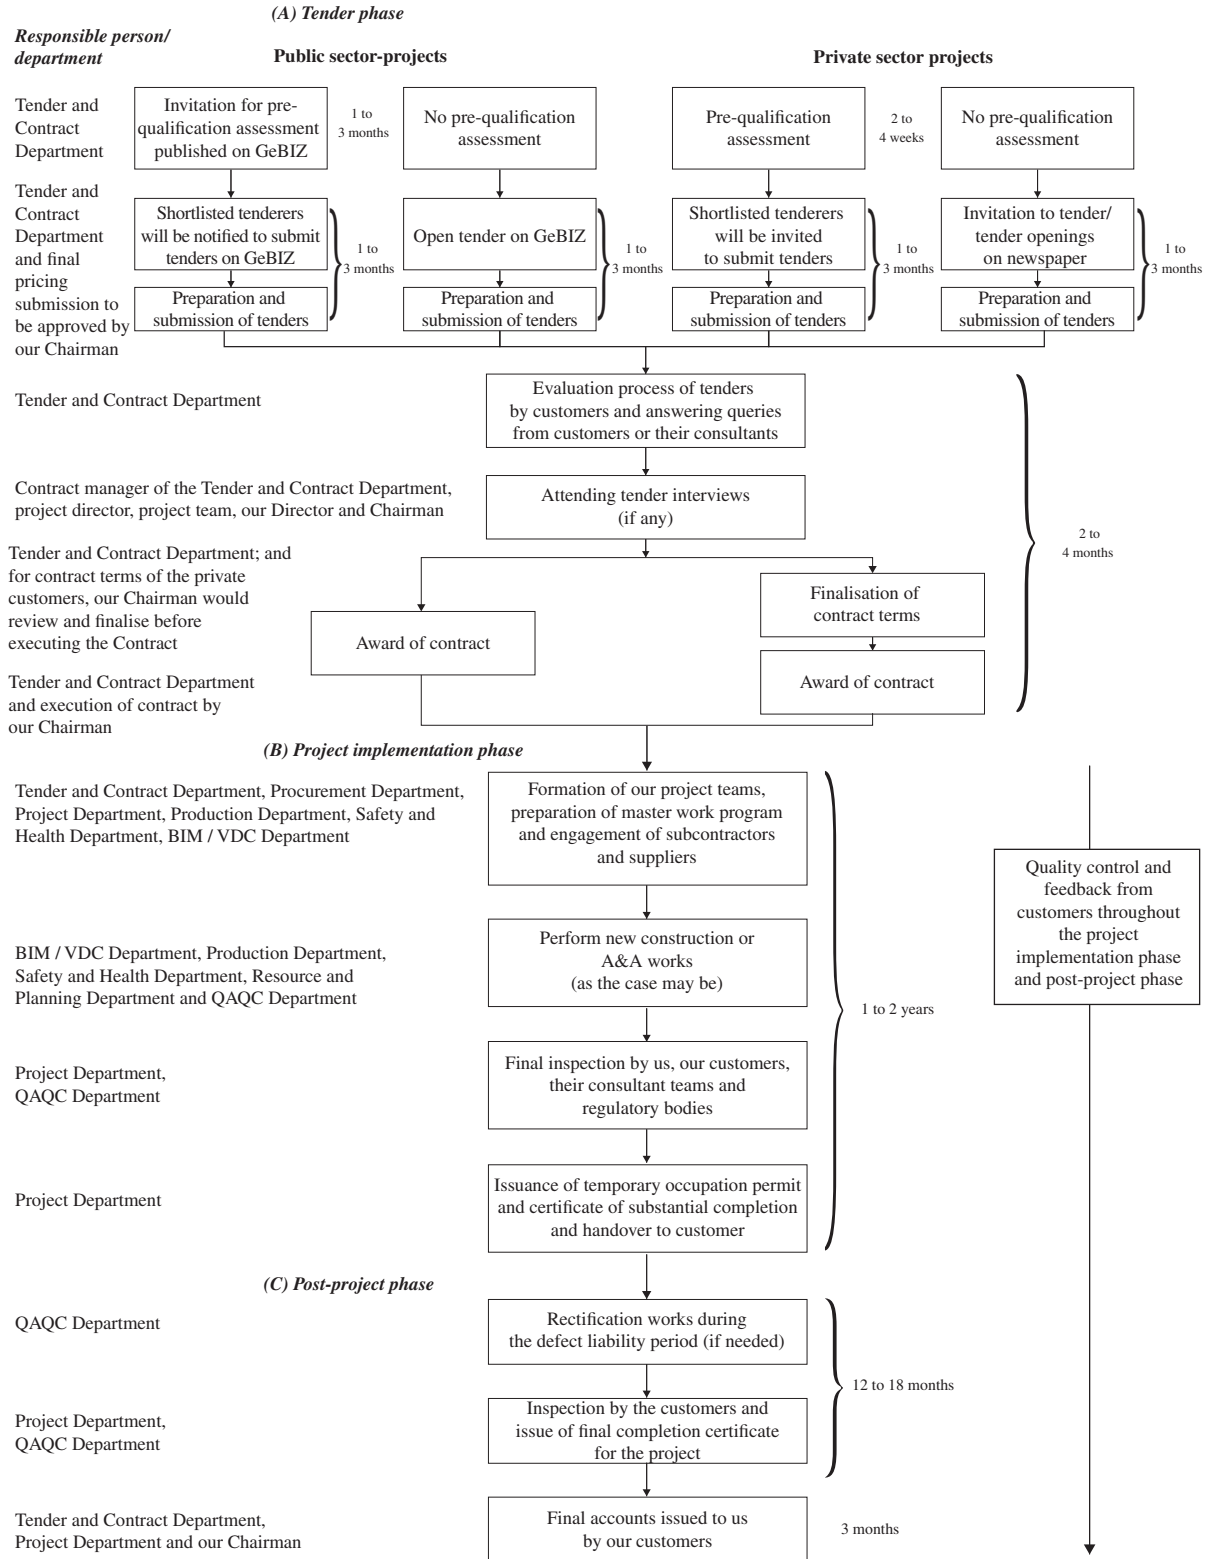 (A) Tender phase
Responsible person/
department
Public sector-projects
Private sector projects
Tender and
Contract
Department
Invitation for pre-
qualification assessment
published on GeBIZ
1 to
3 months
No pre-qualification
assessment
Pre-qualification
assessment
2 to
4 weeks
No pre-qualification
assessment
Tender and
Contract
Department
and final
pricing
submission to
be approved by
our Chairman
Shortlisted tenderers
will be notified to submit
tenders on GeBIZ
Preparation and
submission of tenders
1 to
3 months
Open tender on GeBIZ
Preparation and
submission of tenders
1 to
3 months
Shortlisted tenderers
will be invited
to submit tenders
Preparation and
submission of tenders
1 to
3 months
Invitation to tender/
tender openings
on newspaper
Preparation and
submission of tenders
1 to
3 months
Tender and Contract Department
Evaluation process of tenders
by customers and answering queries
from customers or their consultants
Contract manager of the Tender and Contract Department,
project director, project team, our Director and Chairman
Attending tender interviews
(if any)
2 to
4 months
Tender and Contract Department; and
for contract terms of the private
customers, our Chairman would
review and finalise before
executing the Contract
Award of contract
Finalisation of
contract terms
Award of contract
Tender and Contract Department
and execution of contract by
our Chairman
(B) Project implementation phase
Tender and Contract Department, Procurement Department,
Project Department, Production Department, Safety and
Health Department, BIM / VDC Department
Formation of our project teams,
preparation of master work program
and engagement of subcontractors
and suppliers
Quality control and
feedback from
customers throughout
the project
implementation phase
and post-project phase
BIM / VDC Department, Production Department,
Safety and Health Department, Resource and
Planning Department and QAQC Department
Perform new construction or
A&A works
(as the case may be)
1 to 2 years
Project Department,
QAQC Department
Final inspection by us, our customers,
their consultant teams and
regulatory bodies
Project Department
Issuance of temporary occupation permit
and certificate of substantial completion
and handover to customer
(C) Post-project phase
QAQC Department
Rectification works during
the defect liability period (if needed)
12 to 18 months
Project Department,
QAQC Department
Inspection by the customers and
issue of final completion certificate
for the project
Tender and Contract Department,
Project Department and our Chairman
Final accounts issued to us
by our customers
3 months